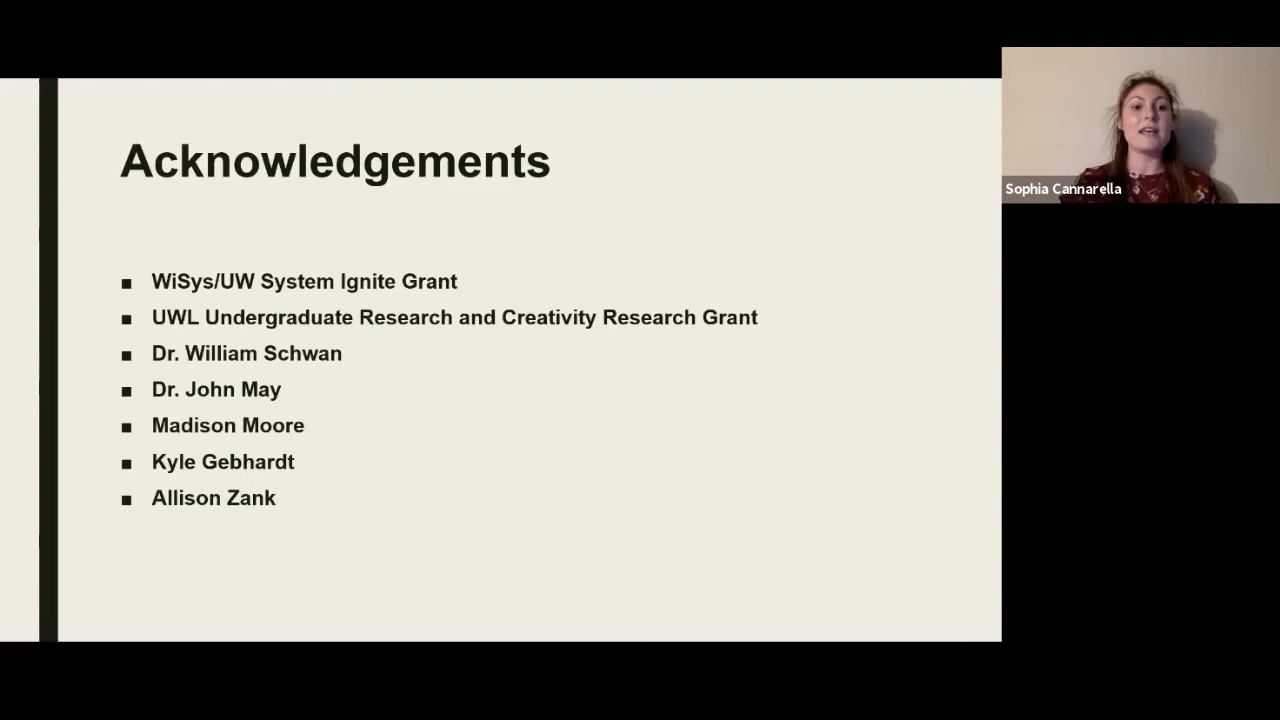 Acknowledgements
■ WiSys/UW System Ignite Grant
■ UWL Undergraduate Research and Creativity Research Grant
■ Dr. William Schwan
■ Dr. John May
■ Madison Moore
■ Kyle Gebhardt
■ Allison Zank
Sophia Cannarella